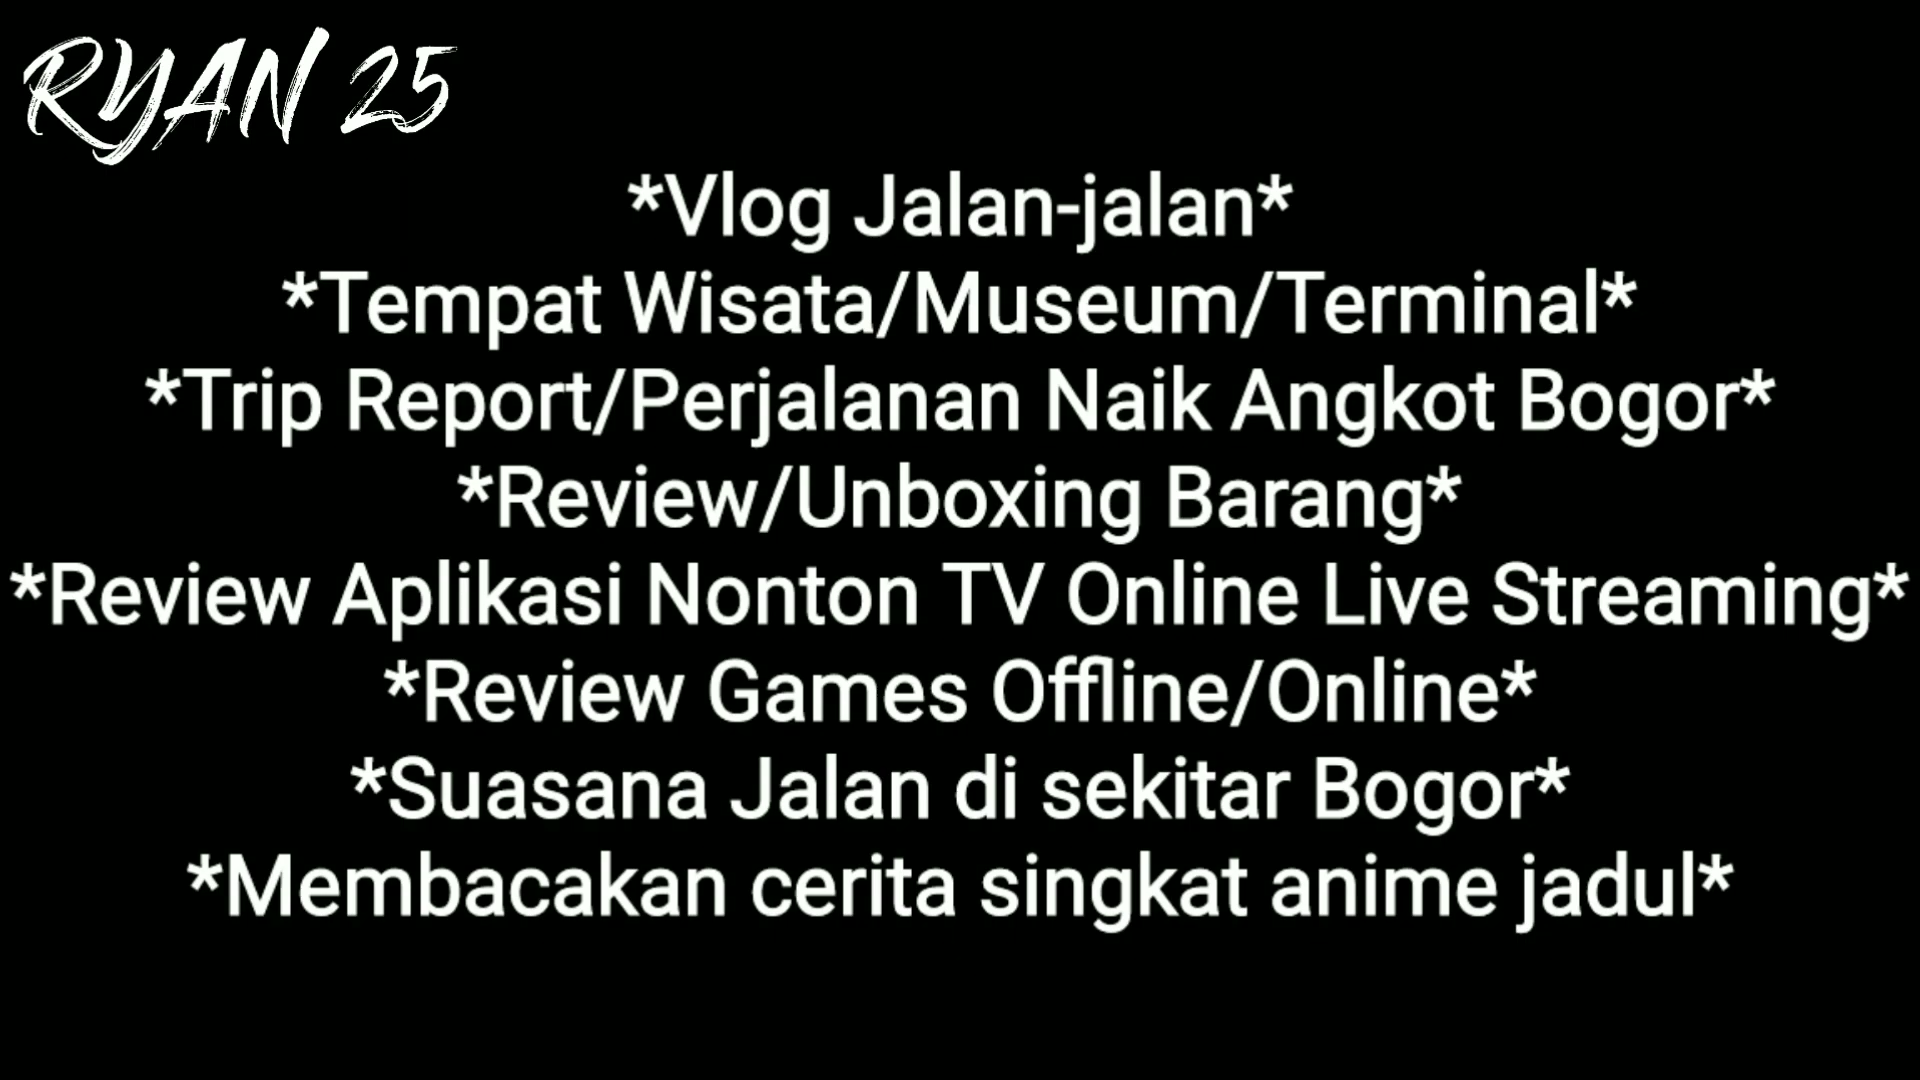 RYAN 25
*Vlog Jalan-jalan*
*Tempat Wisata/Museum/Terminal*
*Trip Report/Perjalanan Naik Angkot Bogor*
*Review/Unboxing Barang*
*Review Aplikasi Nonton TV Online Live Streaming*
*Review Games Offline/Online*
*Suasana Jalan di sekitar Bogor*
*Membacakan cerita singkat anime jadul*